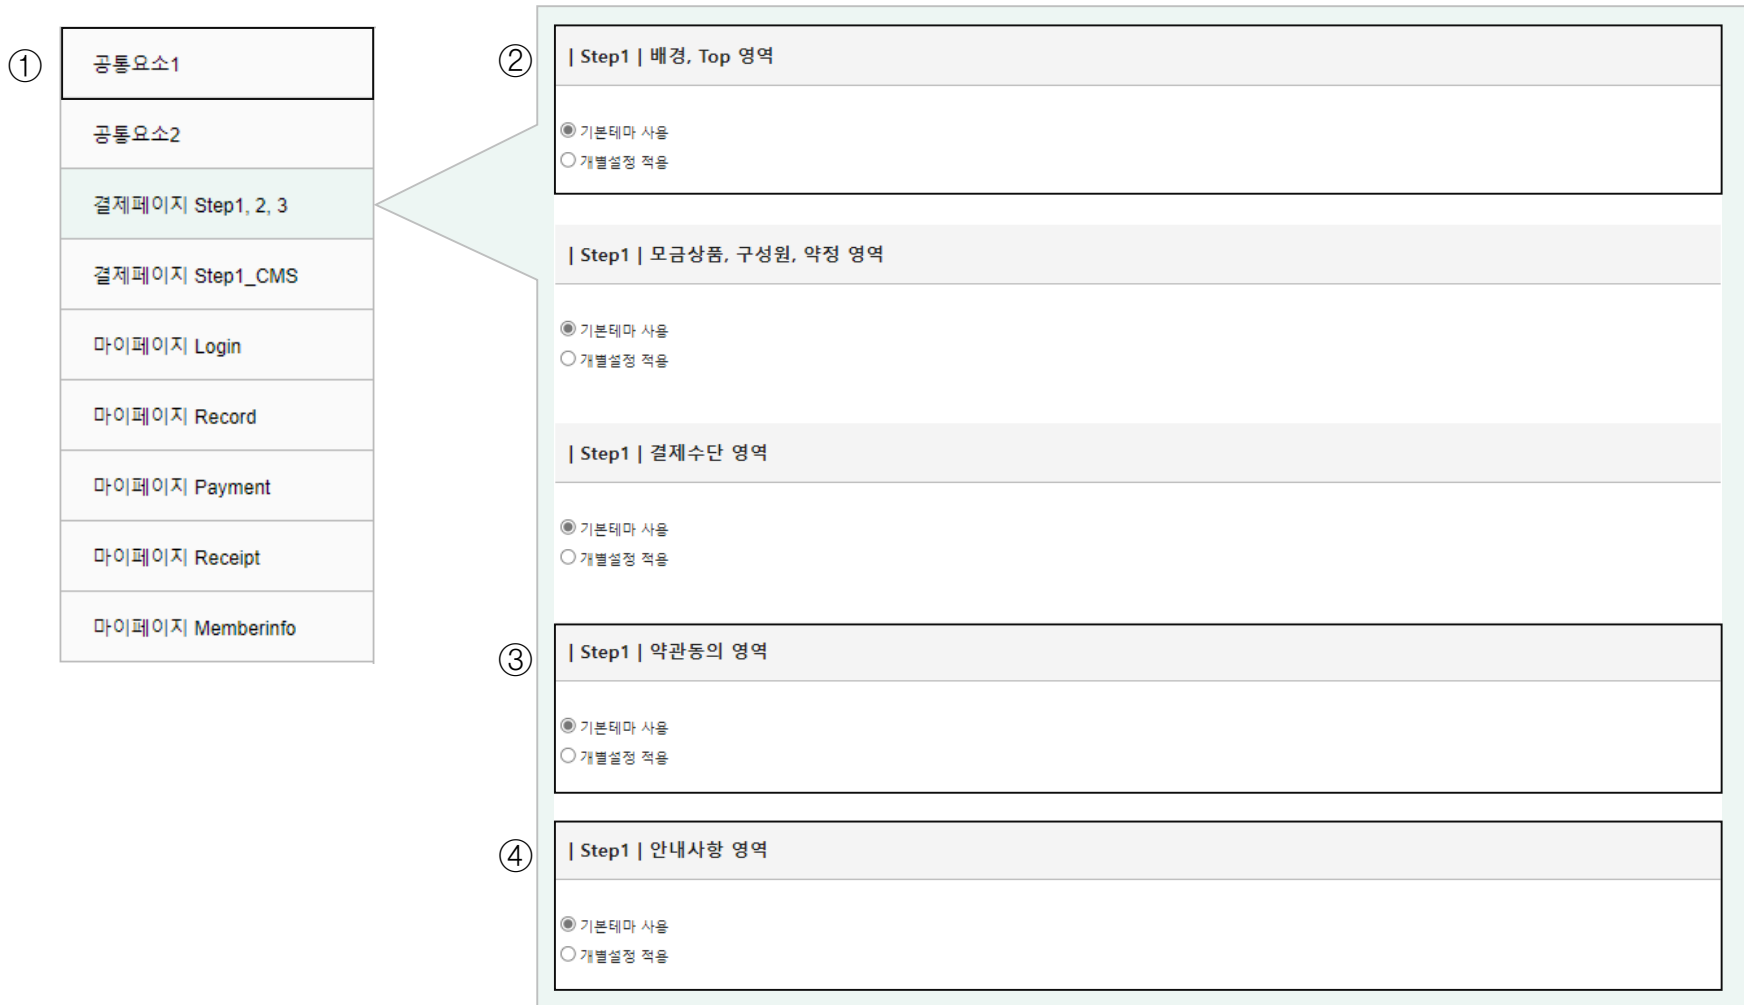 ①
공통요소1
공통요소2
결제페이지 Step1, 2, 3
결제페이지 Step1_CMS
마이페이지 Login
마이페이지 Record
마이페이지 Payment
마이페이지 Receipt
마이페이지 Memberinfo
②
| Step1 | 배경, Top 영역
기본테마 사용
개별설정 적용
| Step1 | 모금상품, 구성원, 약정 영역
기본테마 사용
개별설정 적용
| Step1 | 결제수단 영역
기본테마 사용
개별설정 적용
③
| Step1 | 약관동의 영역
기본테마 사용
개별설정 적용
④
| Step1 | 안내사항 영역
기본테마 사용
개별설정 적용